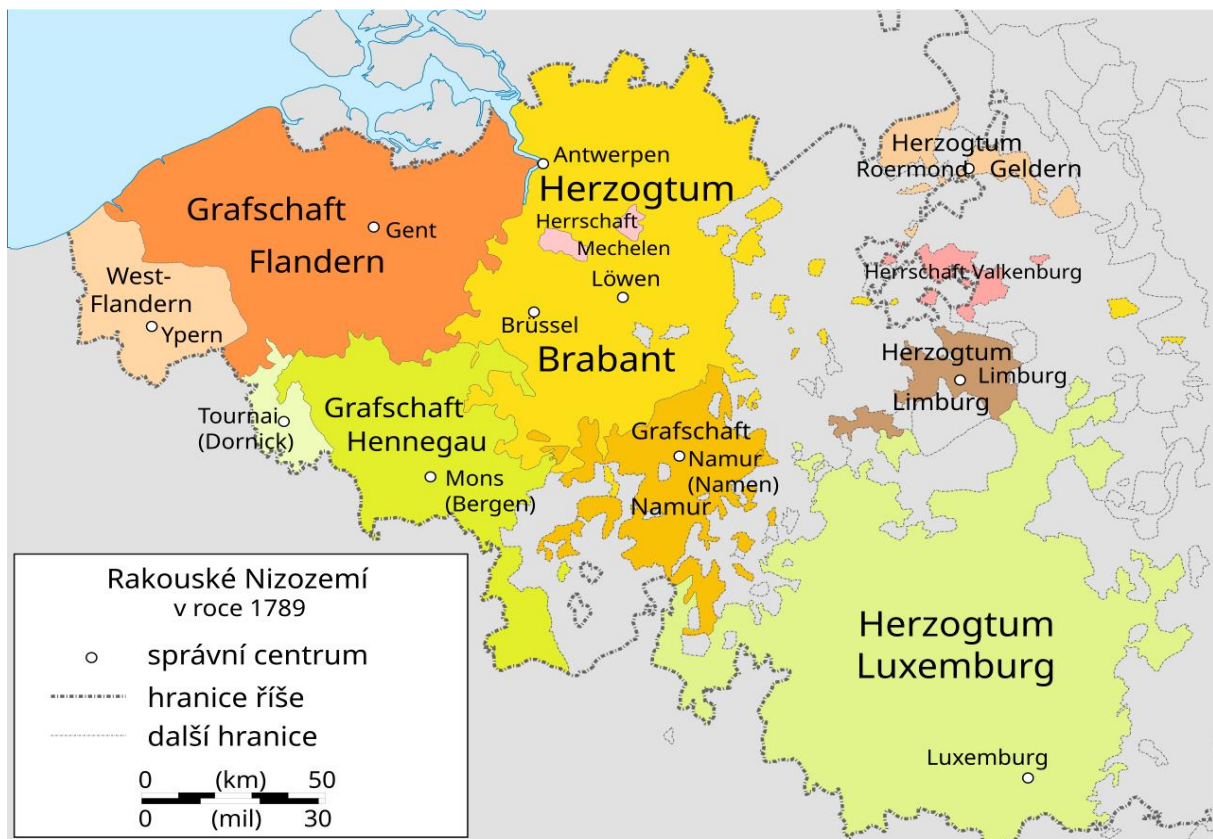 Antwerpen
Herzogtum
Herrschaft
Mechelen
Löwen
Brüssel
Brabant
Grafschaft
Gent
Flandern
West-
Flandern
Ypern
Tournai
(Dornick)
Grafschaft
Hennegau
Mons
(Bergen)
Grafschaft
Namur
(Namen)
Namur
Herzogtum
Roermond
Geldern
Herrschaft Valkenburg
Herzogtum
Limburg
Limburg
Herzogtum
Luxemburg
Luxemburg
Rakouské Nizozemí
v roce 1789
správní centrum
hranice říše
další hranice
0 (km) 50
0 (mil) 30